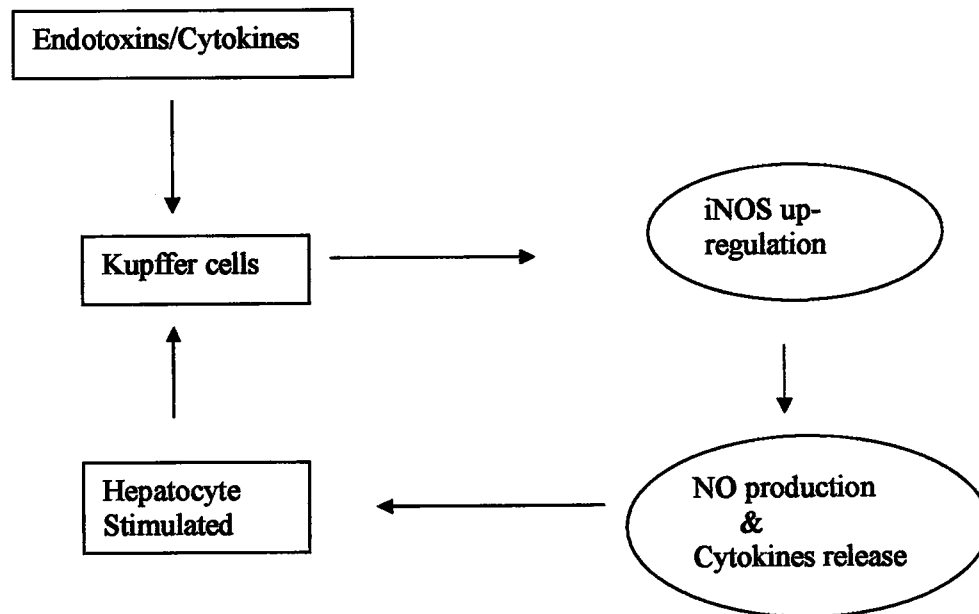 Endotoxins/Cytokines
Kupffer cells
iNOS up-
regulation
NO production
&
Cytokines release
Hepatocyte
Stimulated